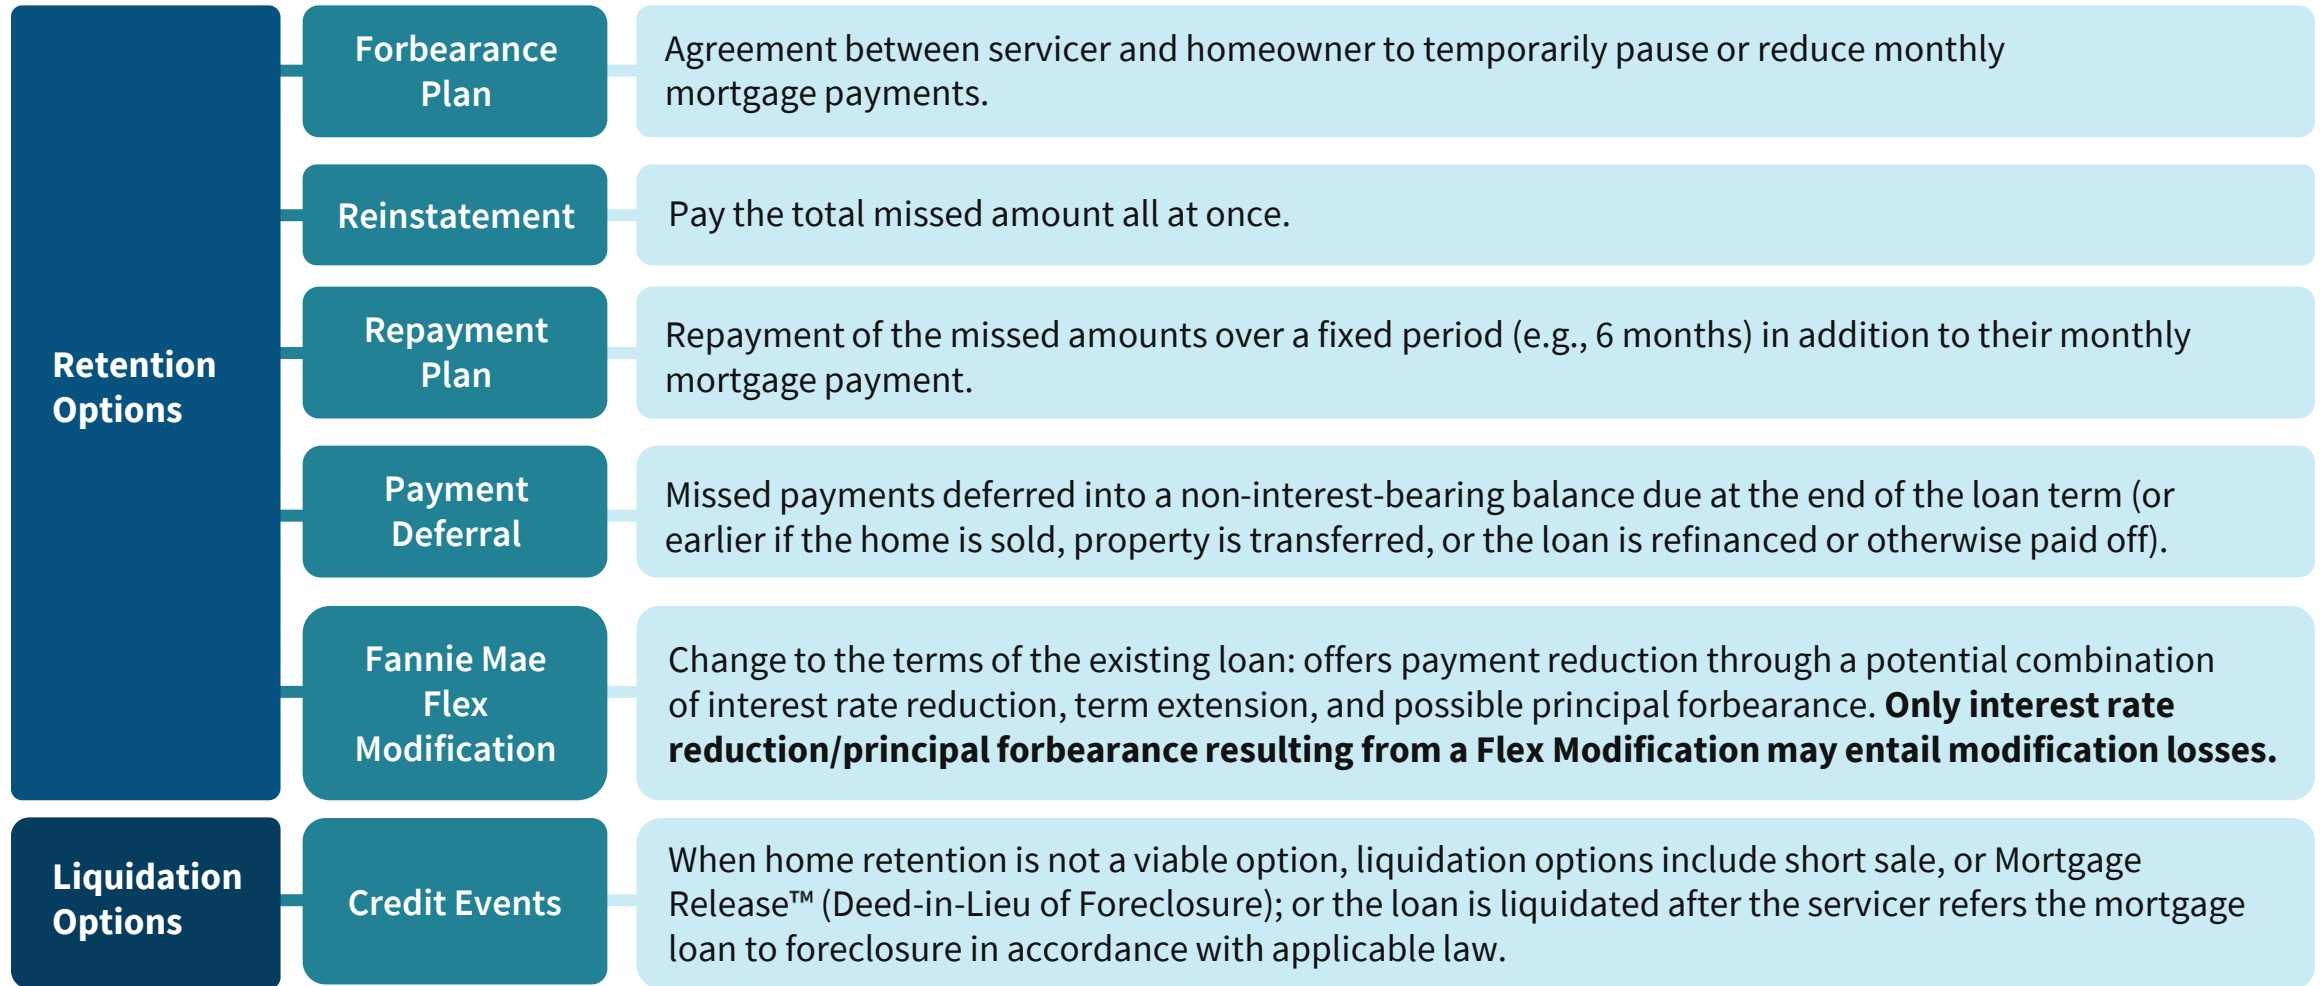 Retention
Options
Forbearance
Plan
Agreement between servicer and homeowner to temporarily pause or reduce monthly
mortgage payments.
Reinstatement
Pay the total missed amount all at once.
Repayment
Plan
Repayment of the missed amounts over a fixed period (e.g., 6 months) in addition to their monthly
mortgage payment.
Payment
Deferral
Missed payments deferred into a non-interest-bearing balance due at the end of the loan term (or
earlier if the home is sold, property is transferred, or the loan is refinanced or otherwise paid off).
Fannie Mae
Flex
Modification
Change to the terms of the existing loan: offers payment reduction through a potential combination
of interest rate reduction, term extension, and possible principal forbearance. Only interest rate
reduction/principal forbearance resulting from a Flex Modification may entail modification losses.
Liquidation
Options
Credit Events
When home retention is not a viable option, liquidation options include short sale, or Mortgage
Release™ (Deed-in-Lieu of Foreclosure); or the loan is liquidated after the servicer refers the mortgage
loan to foreclosure in accordance with applicable law.